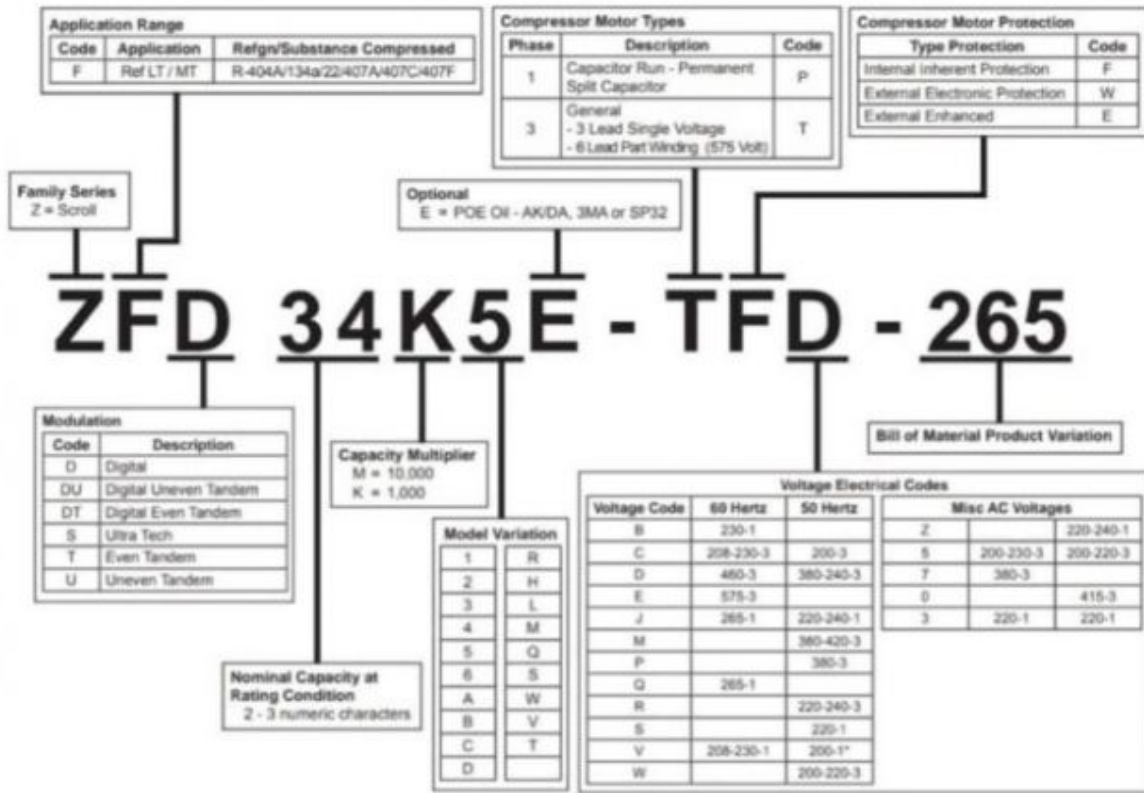 Application Range
Code Application Refgn/Substance Compressed
F Ref LT / MT R-404A/134a/22/407A/407C/407F
Compressor Motor Types
Phase Description Code
1 Capacitor Run - Permanent Split Capacitor P
3 General
- 3 Lead Single Voltage
- 6 Lead Part Winding (575 Volt) T
Compressor Motor Protection
Type Protection Code
Internal Inherent Protection F
External Electronic Protection W
External Enhanced E
Family Series
Z = Scroll
Optional
E = POE Oil - AK/DA, 3MA or SP32
ZFD 34K5E - TFD - 265
Modulation
Code Description
D Digital
DU Digital Uneven Tandem
DT Digital Even Tandem
S Ultra Tech
T Even Tandem
U Uneven Tandem
Nominal Capacity at
Rating Condition
2 - 3 numeric characters
Capacity Multiplier
M = 10,000
K = 1,000
Model Variation
1 R
2 H
3 L
4 M
5 Q
6 S
A W
B V
C T
D
Bill of Material Product Variation
Voltage Electrical Codes
Voltage Code 60 Hertz 50 Hertz
B 230-1
C 208-230-3 200-3
D 460-3 380-240-3
E 575-3
J 265-1 220-240-1
M 380-420-3
P 380-3
Q 265-1
R 220-240-3
S 220-1
V 208-230-1 200-1*
W 200-220-3
Misc AC Voltages
Z 220-240-1
5 200-230-3 200-220-3
7 380-3
0 415-3
3 220-1 220-1